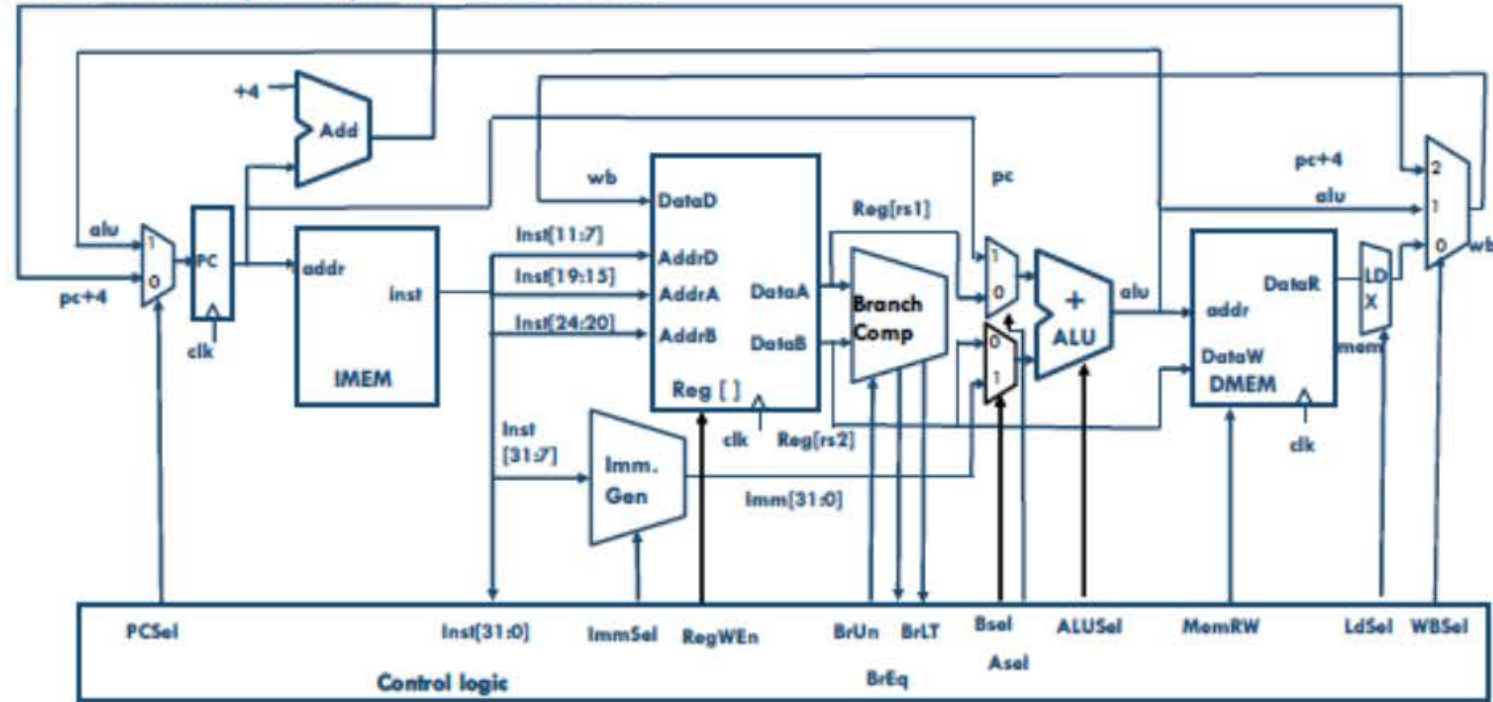 +4
Add
alu
1
0
pc+4
PC
clk
addr
inst
IMEM
Inst[11:7]
Inst[19:15]
Inst[24:20]
Inst
[31:7]
Imm.
Gen
Imm[31:0]
wb
DataD
AddrD
AddrA
AddrB
DataA
DataB
Reg [ ]
clk
Reg[rs1]
Reg[rs2]
Branch
Comp
pc
1
0
0
1
+
ALU
alu
addr
DataR
DataW
DMEM
clk
mem
LD
X
pc+4
alu
2
1
0
wb
PCSel
Inst[31:0]
ImmSel
RegWEn
BrUn
BrEq
BrLT
Bsel
Asel
ALUSel
MemRW
LdSel
WBSel
Control logic